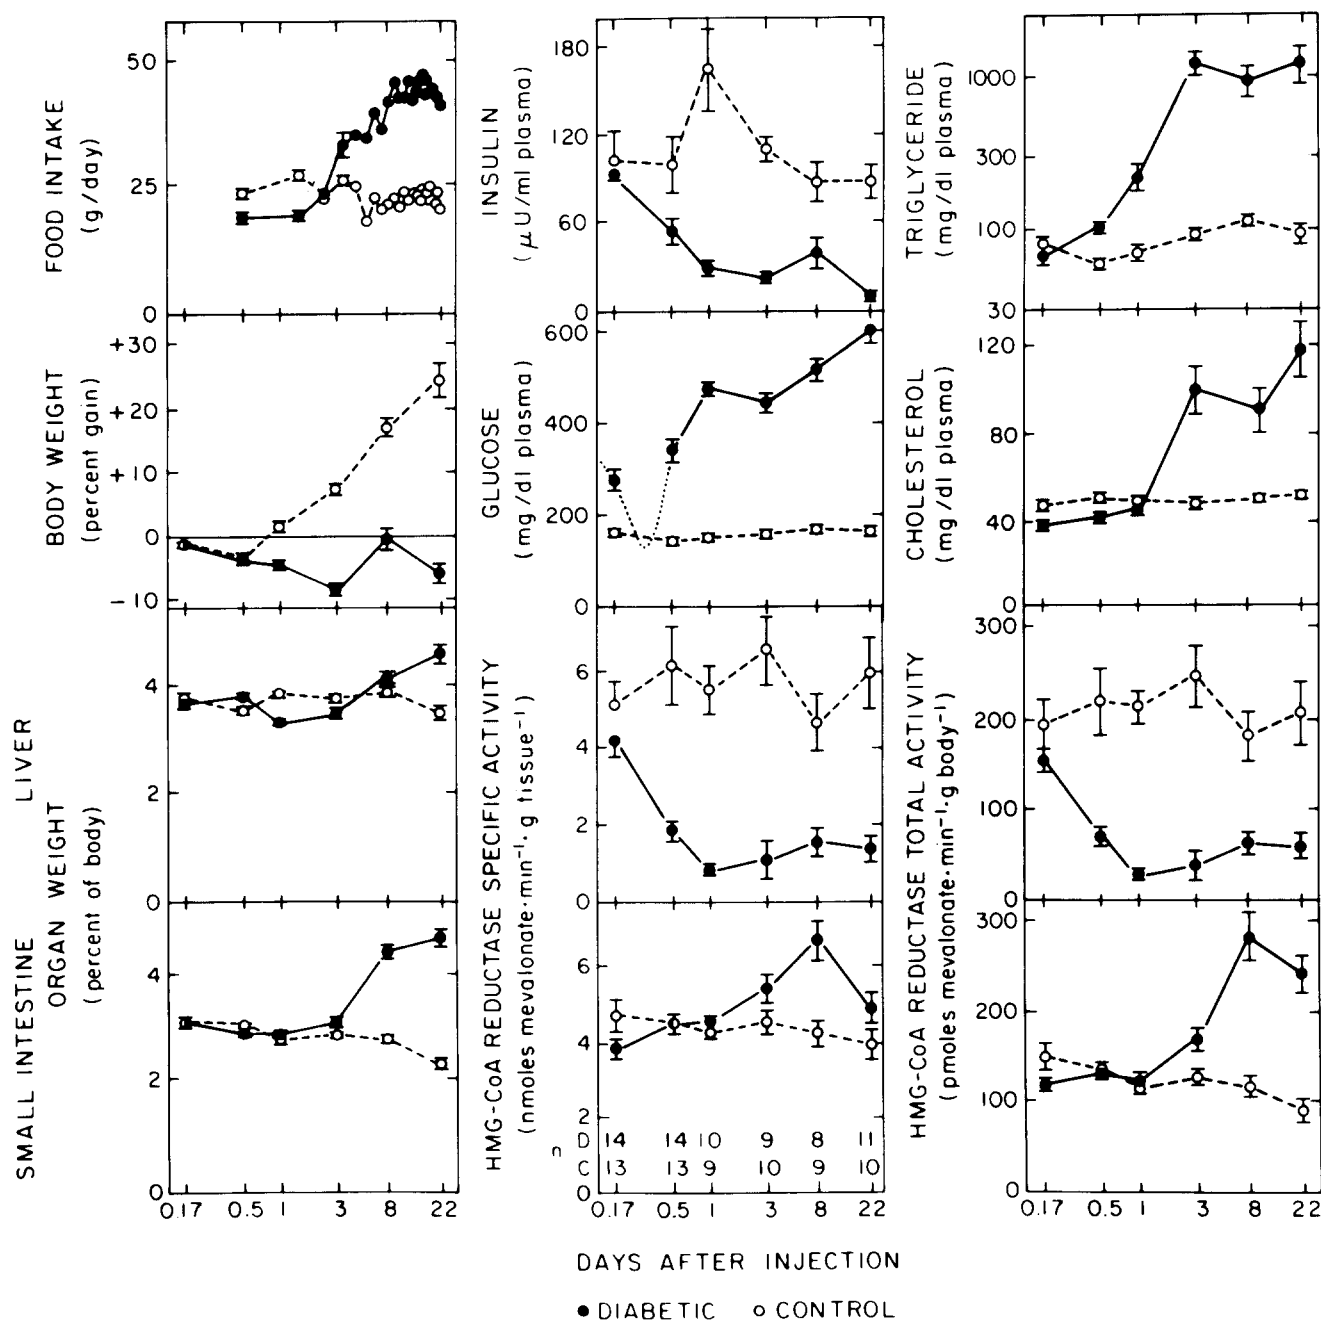 FOOD INTAKE
(g/day)
50
25
0
INSULIN
(μU/ml plasma)
180
120
60
0
TRIGLYCERIDE
(mg/dl plasma)
1000
300
100
30
BODY WEIGHT
(percent gain)
+30
+20
+10
0
-10
GLUCOSE
(mg/dl plasma)
600
400
200
0
CHOLESTEROL
(mg/dl plasma)
120
80
40
0
LIVER
SMALL INTESTINE
ORGAN WEIGHT
(percent of body)
4
2
0
4
2
0
HMG-CoA REDUCTASE SPECIFIC ACTIVITY
(nmoles mevalonate·min⁻¹·g tissue⁻¹)
6
4
2
0
6
4
2
0
HMG-CoA REDUCTASE TOTAL ACTIVITY
(pmoles mevalonate·min⁻¹·g body⁻¹)
300
200
100
0
300
200
100
0
n
D 14 14 10 9 8 11
C 13 13 9 10 9 10
0.17 0.5 1 3 8 22
0.17 0.5 1 3 8 22
0.17 0.5 1 3 8 22
DAYS AFTER INJECTION
● DIABETIC ○ CONTROL